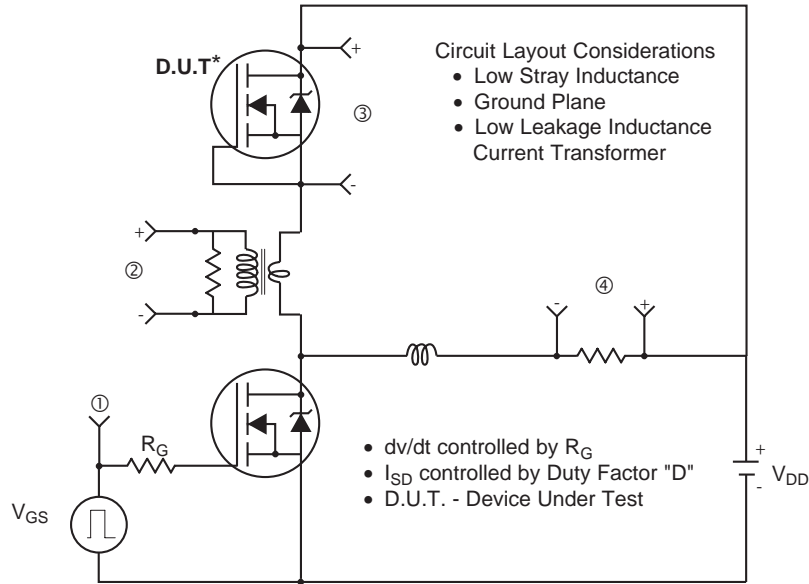 D.U.T*
+
③
-
Circuit Layout Considerations
• Low Stray Inductance
• Ground Plane
• Low Leakage Inductance
Current Transformer
+
②
-
④
-
+
①
R_G
V_GS
• dv/dt controlled by R_G
• I_SD controlled by Duty Factor "D"
• D.U.T. - Device Under Test
+
V_DD
-